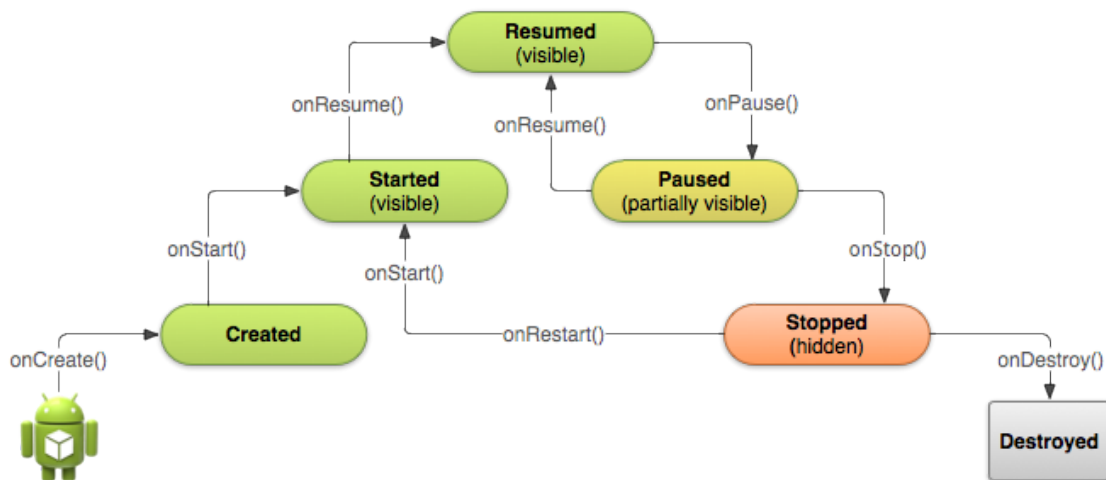 Resumed
(visible)
onResume()
onResume()
onPause()
Started
(visible)
Paused
(partially visible)
onStart()
onStart()
onStop()
Created
onRestart()
Stopped
(hidden)
onCreate()
onDestroy()
Destroyed